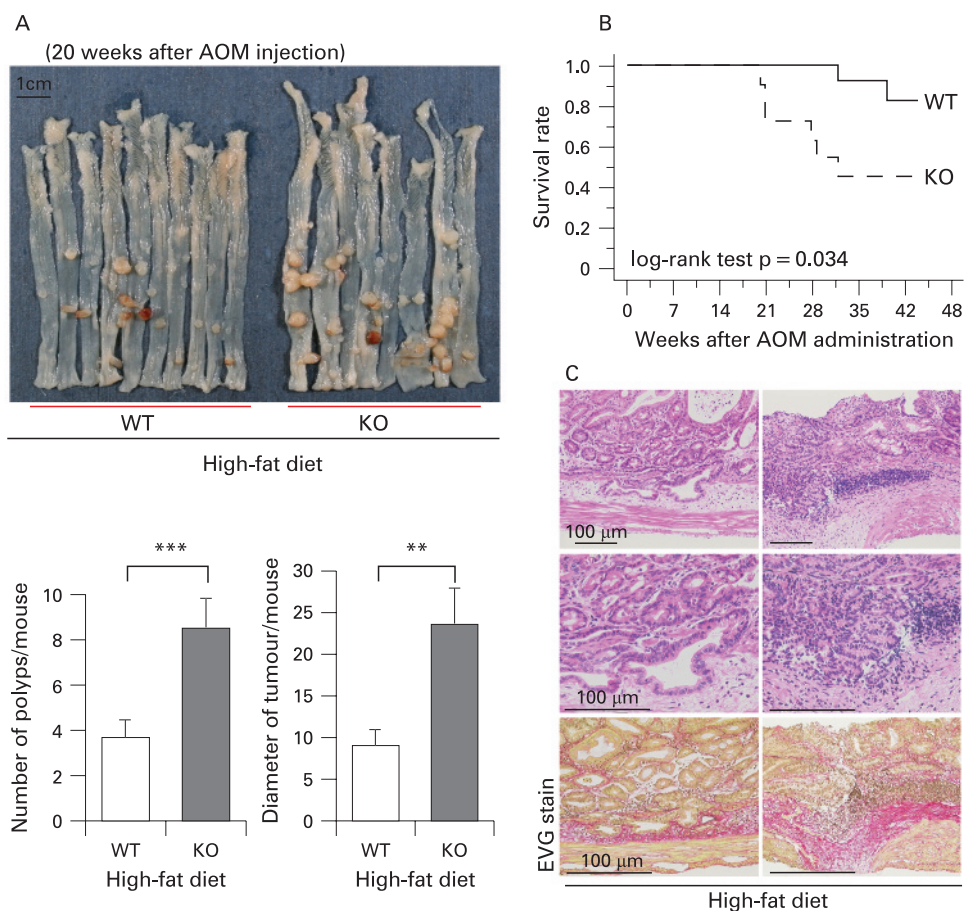 A
(20 weeks after AOM injection)
1cm
WT
KO
High-fat diet
***
Number of polyps/mouse
10
8
6
4
2
0
WT
KO
High-fat diet
**
Diameter of tumour/mouse
30
25
20
15
10
5
0
WT
KO
High-fat diet
B
Survival rate
1.0
0.8
0.6
0.4
0.2
0
WT
KO
log-rank test p = 0.034
0 7 14 21 28 35 42 48
Weeks after AOM administration
C
100 μm
100 μm
EVG stain
100 μm
High-fat diet